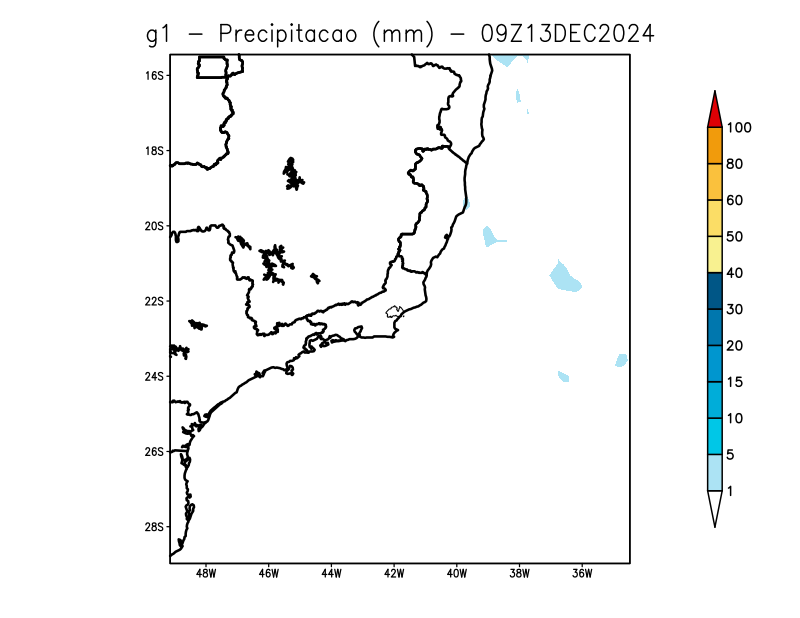 g1 – Precipitacao (mm) – 09Z13DEC2024
16S
18S
20S
22S
24S
26S
28S
48W 46W 44W 42W 40W 38W 36W
100
80
60
50
40
30
20
15
10
5
1